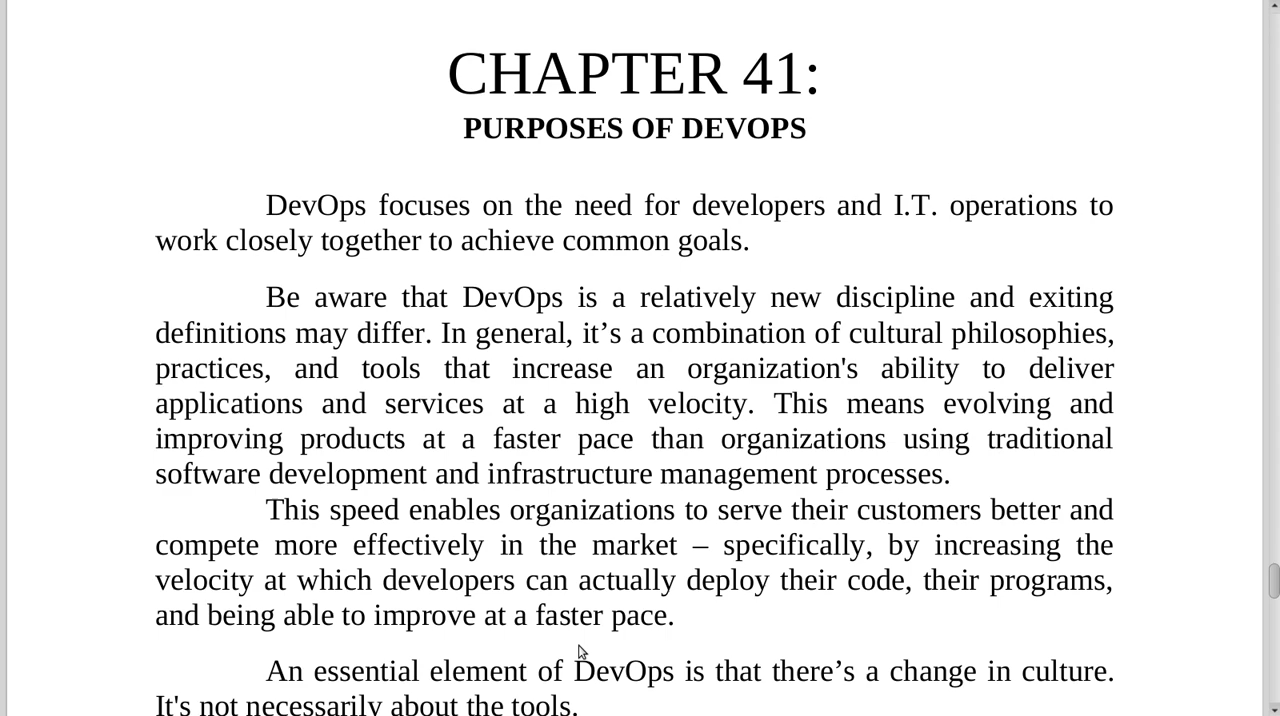 CHAPTER 41:
PURPOSES OF DEVOPS
DevOps focuses on the need for developers and I.T. operations to
work closely together to achieve common goals.
Be aware that DevOps is a relatively new discipline and exiting
definitions may differ. In general, it’s a combination of cultural philosophies,
practices, and tools that increase an organization's ability to deliver
applications and services at a high velocity. This means evolving and
improving products at a faster pace than organizations using traditional
software development and infrastructure management processes.
This speed enables organizations to serve their customers better and
compete more effectively in the market – specifically, by increasing the
velocity at which developers can actually deploy their code, their programs,
and being able to improve at a faster pace.
An essential element of DevOps is that there’s a change in culture.
It's not necessarily about the tools.